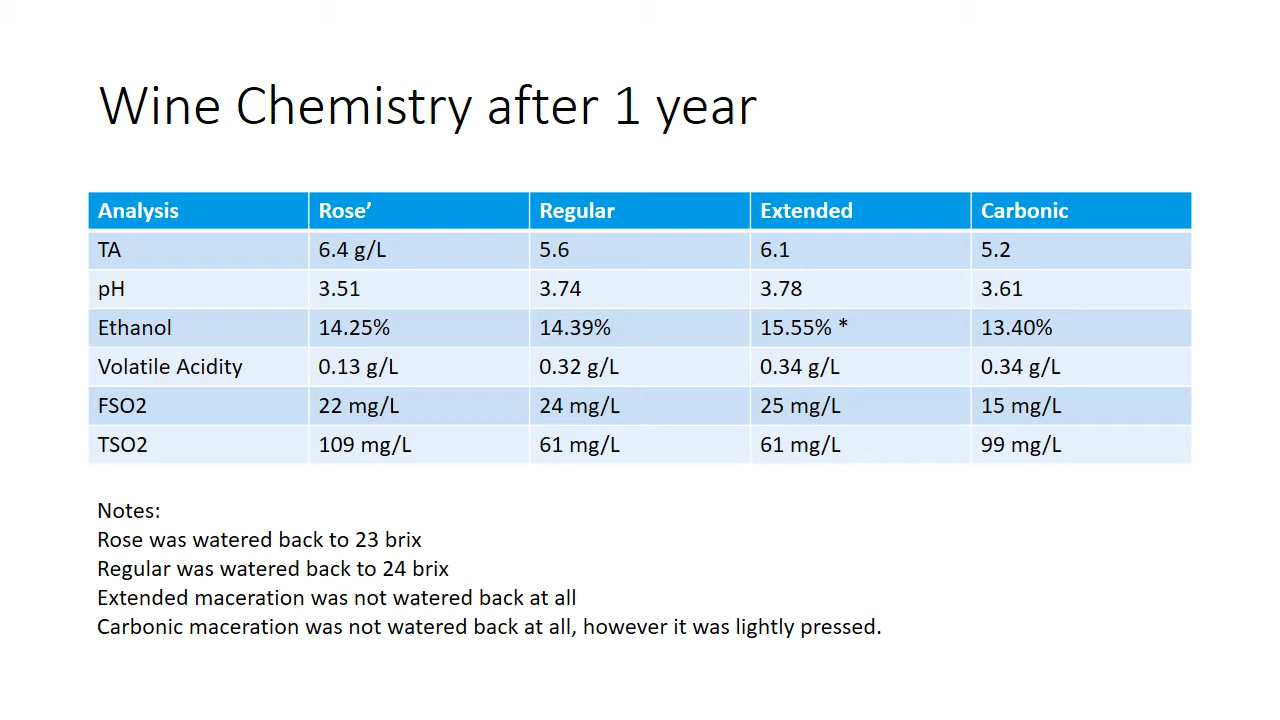 Wine Chemistry after 1 year
Analysis Rose’ Regular Extended Carbonic
TA 6.4 g/L 5.6 6.1 5.2
pH 3.51 3.74 3.78 3.61
Ethanol 14.25% 14.39% 15.55% * 13.40%
Volatile Acidity 0.13 g/L 0.32 g/L 0.34 g/L 0.34 g/L
FSO2 22 mg/L 24 mg/L 25 mg/L 15 mg/L
TSO2 109 mg/L 61 mg/L 61 mg/L 99 mg/L
Notes:
Rose was watered back to 23 brix
Regular was watered back to 24 brix
Extended maceration was not watered back at all
Carbonic maceration was not watered back at all, however it was lightly pressed.